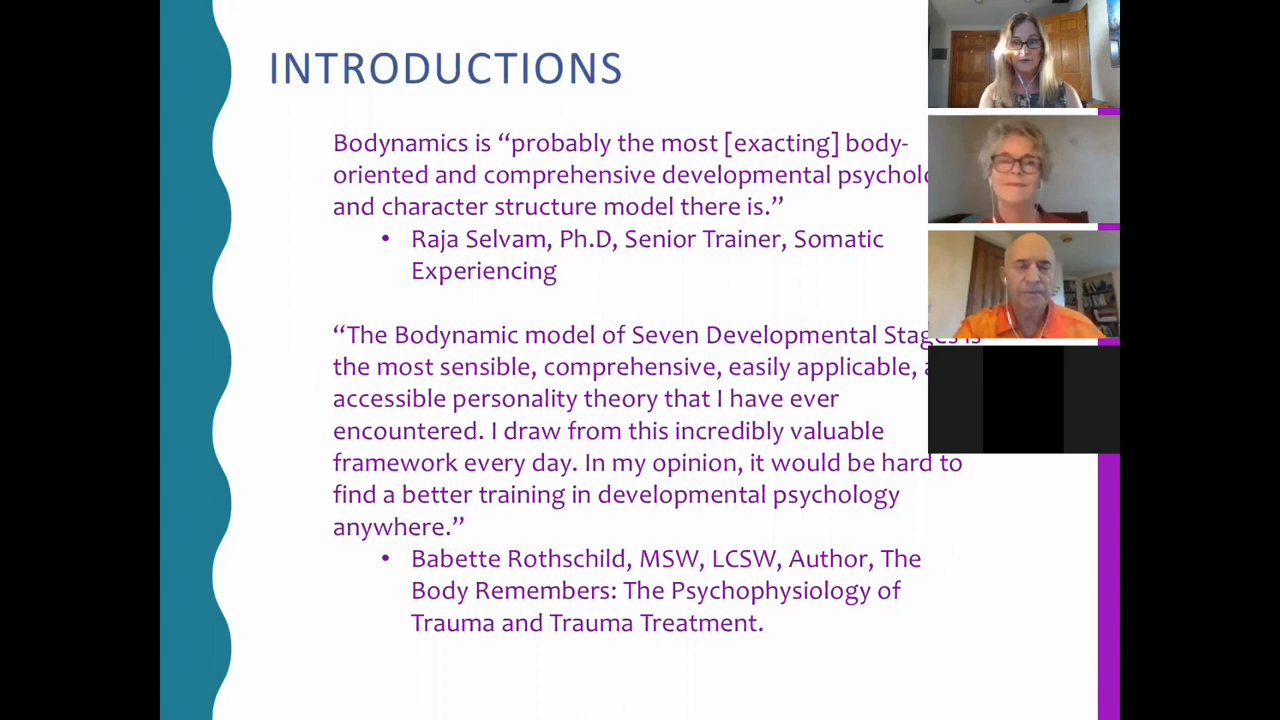 INTRODUCTIONS
Bodynamics is “probably the most [exacting] body-
oriented and comprehensive developmental
and character structure model there is.”
• Raja Selvam, Ph.D, Senior Trainer, Somatic
Experiencing
“The Bodynamic model of Seven Developmental Stages is
the most sensible, comprehensive, easily applicable,
accessible personality theory that I have ever
encountered. I draw from this incredibly valuable
framework every day. In my opinion, it would be hard to
find a better training in developmental psychology
anywhere.”
• Babette Rothschild, MSW, LCSW, Author, The
Body Remembers: The Psychophysiology of
Trauma and Trauma Treatment.